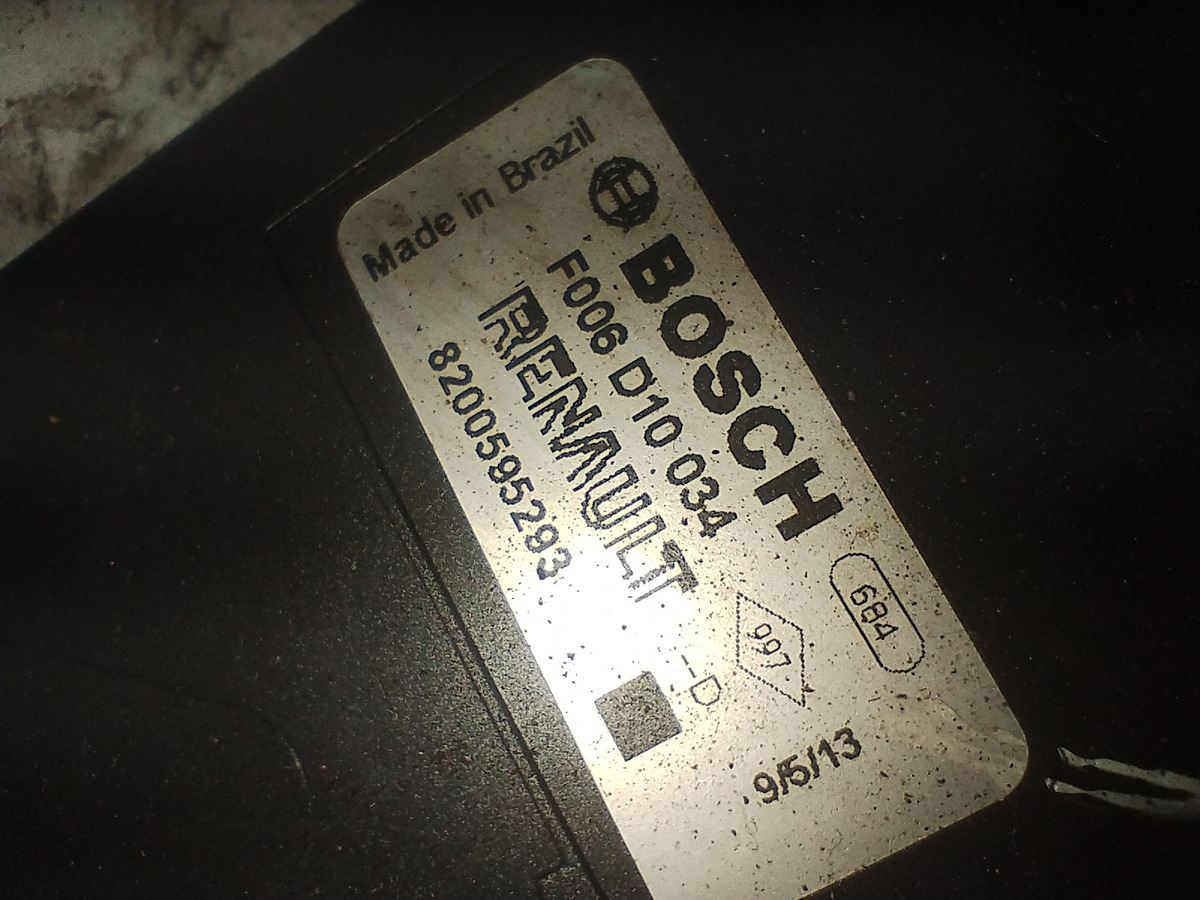 Made in Brazil
BOSCH
F006 D10 034
RENAULT
8200595293
684
997
--D
9/5/13